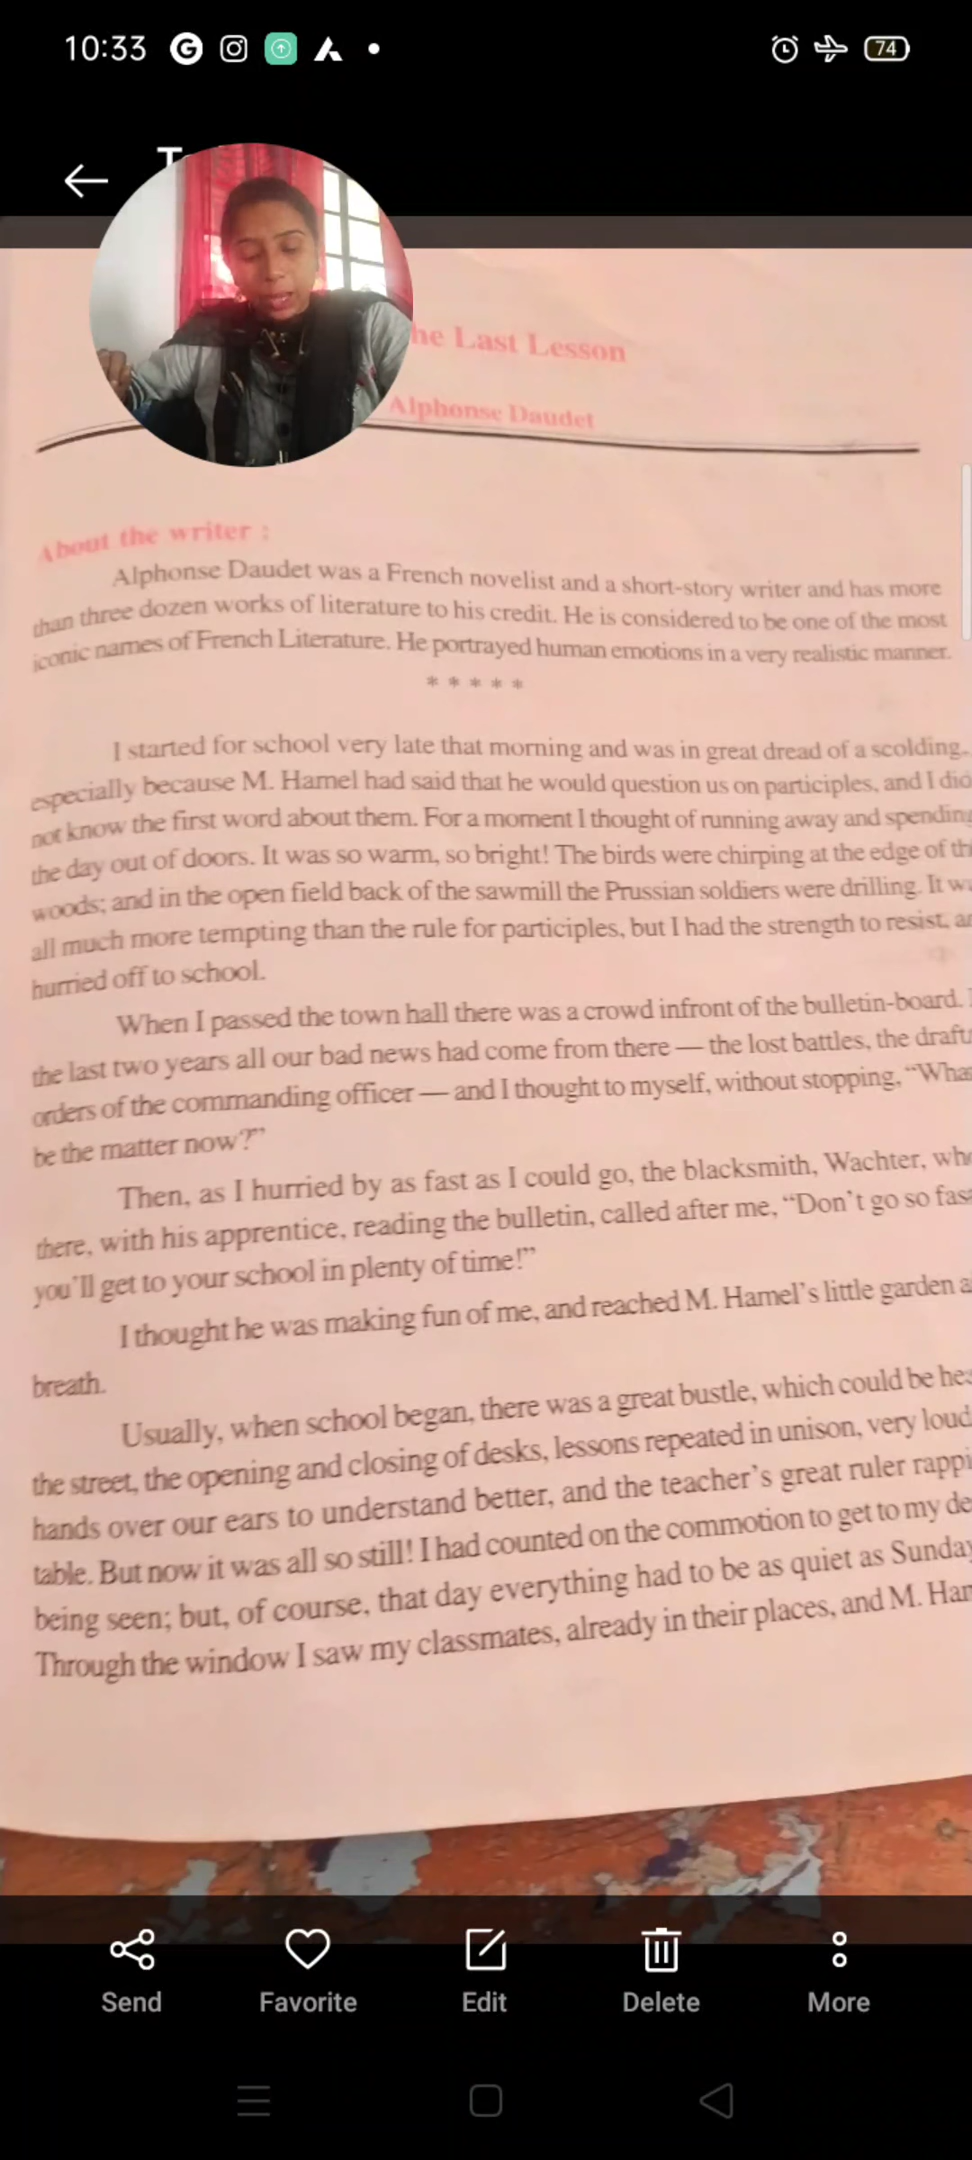 10:33
74
T
he Last Lesson
Alphonse Daudet
About the writer :
Alphonse Daudet was a French novelist and a short-story writer and has more
than three dozen works of literature to his credit. He is considered to be one of the most
iconic names of French Literature. He portrayed human emotions in a very realistic manner.
* * * * *
I started for school very late that morning and was in great dread of a scolding,
especially because M. Hamel had said that he would question us on participles, and I did
not know the first word about them. For a moment I thought of running away and spending
the day out of doors. It was so warm, so bright! The birds were chirping at the edge of th
woods; and in the open field back of the sawmill the Prussian soldiers were drilling. It wa
all much more tempting than the rule for participles, but I had the strength to resist, an
hurried off to school.
When I passed the town hall there was a crowd infront of the bulletin-board.
the last two years all our bad news had come from there — the lost battles, the draft,
orders of the commanding officer — and I thought to myself, without stopping, “Wha
be the matter now?”
Then, as I hurried by as fast as I could go, the blacksmith, Wachter, who
there, with his apprentice, reading the bulletin, called after me, “Don’t go so fas
you’ll get to your school in plenty of time!”
I thought he was making fun of me, and reached M. Hamel’s little garden a
breath.
Usually, when school began, there was a great bustle, which could be hea
the street, the opening and closing of desks, lessons repeated in unison, very loud
hands over our ears to understand better, and the teacher’s great ruler rappi
table. But now it was all so still! I had counted on the commotion to get to my de
being seen; but, of course, that day everything had to be as quiet as Sunday
Through the window I saw my classmates, already in their places, and M. Ham
Send Favorite Edit Delete More